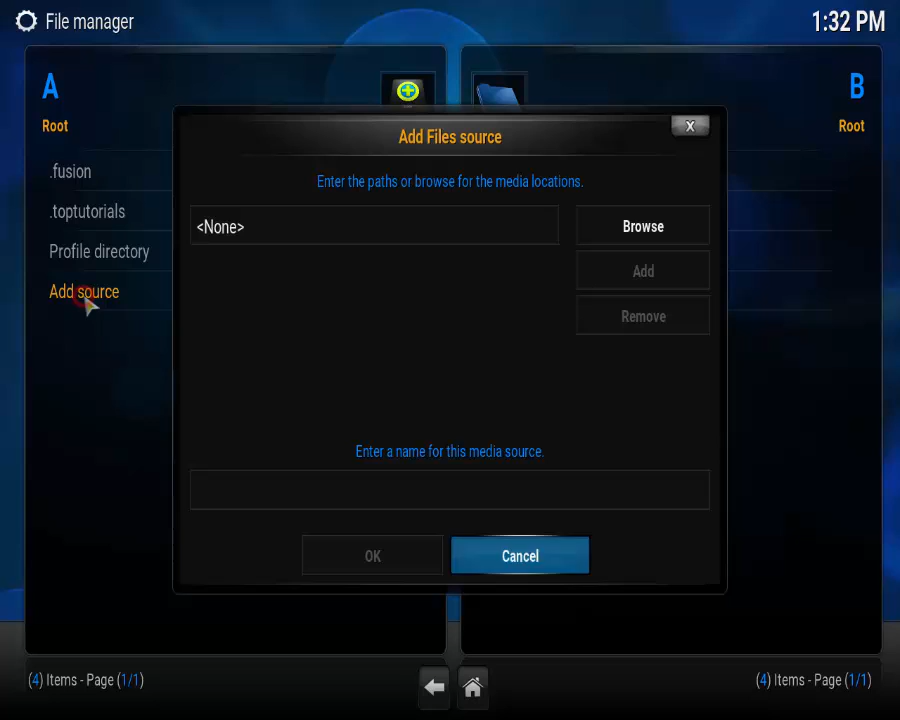 File manager
1:32 PM
A
B
Root
Root
.fusion
.toptutorials
Profile directory
Add source
Add Files source
X
Enter the paths or browse for the media locations.
<None>
Browse
Add
Remove
Enter a name for this media source.
OK
Cancel
(4) Items - Page (1/1)
(4) Items - Page (1/1)